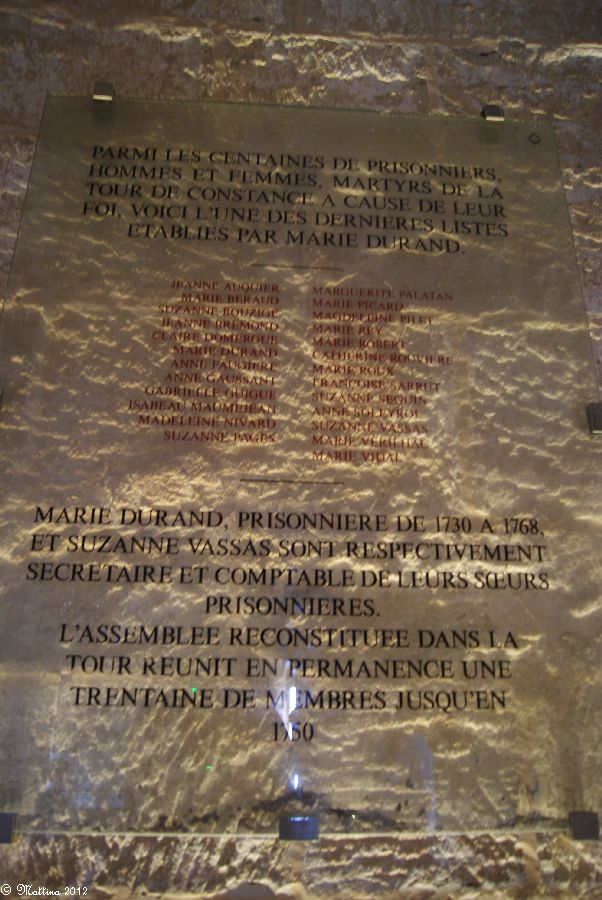 PARMI LES CENTAINES DE PRISONNIERS,
HOMMES ET FEMMES, MARTYRS DE LA
TOUR DE CONSTANCE A CAUSE DE LEUR
FOI, VOICI L'UNE DES DERNIERES LISTES
ETABLIES PAR MARIE DURAND.
JEANNE AUQUIER
MARIE BERAUD
SUZANNE BOUZIGE
JEANNE BREMOND
CLAIRE DOMERGUE
MARIE DURAND
ANNE FAUGIERE
ANNE GAUSSANT
GABRIELLE GUIGUE
ISABEAU MAUMEJEAN
MADELEINE NIVARD
SUZANNE PAGES
MARGUERITE PALATAN
MARIE PICARD
MAGDELEINE PILET
MARIE REY
MARIE ROBERT
CATHERINE ROUVIERE
MARIE ROUX
FRANÇOISE SARRUT
SUZANNE SEGUIN
ANNE SOLEYROL
SUZANNE VASSAS
MARIE VERILHAC
MARIE VIDAL
MARIE DURAND, PRISONNIERE DE 1730 A 1768,
ET SUZANNE VASSAS SONT RESPECTIVEMENT
SECRETAIRE ET COMPTABLE DE LEURS SŒURS
PRISONNIERES.
L'ASSEMBLEE RECONSTITUEE DANS LA
TOUR REUNIT EN PERMANENCE UNE
TRENTAINE DE MEMBRES JUSQU'EN
1750
© Mattina 2012